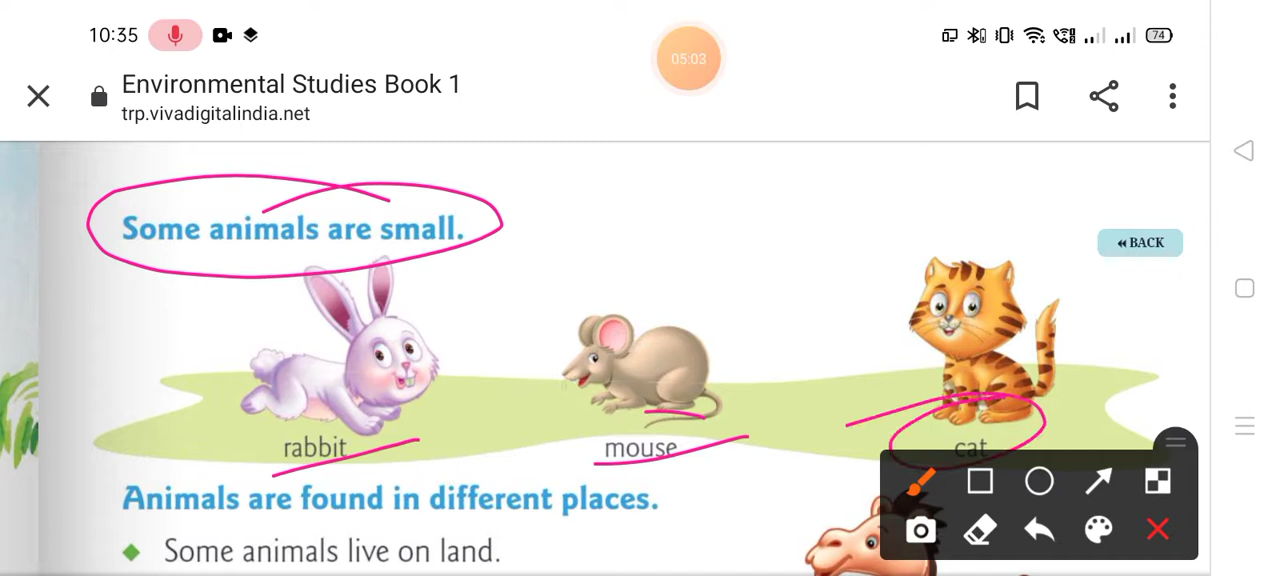 10:35
05:03
74
Environmental Studies Book 1
trp.vivadigitalindia.net
Some animals are small.
BACK
rabbit
mouse
cat
Animals are found in different places.
Some animals live on land.